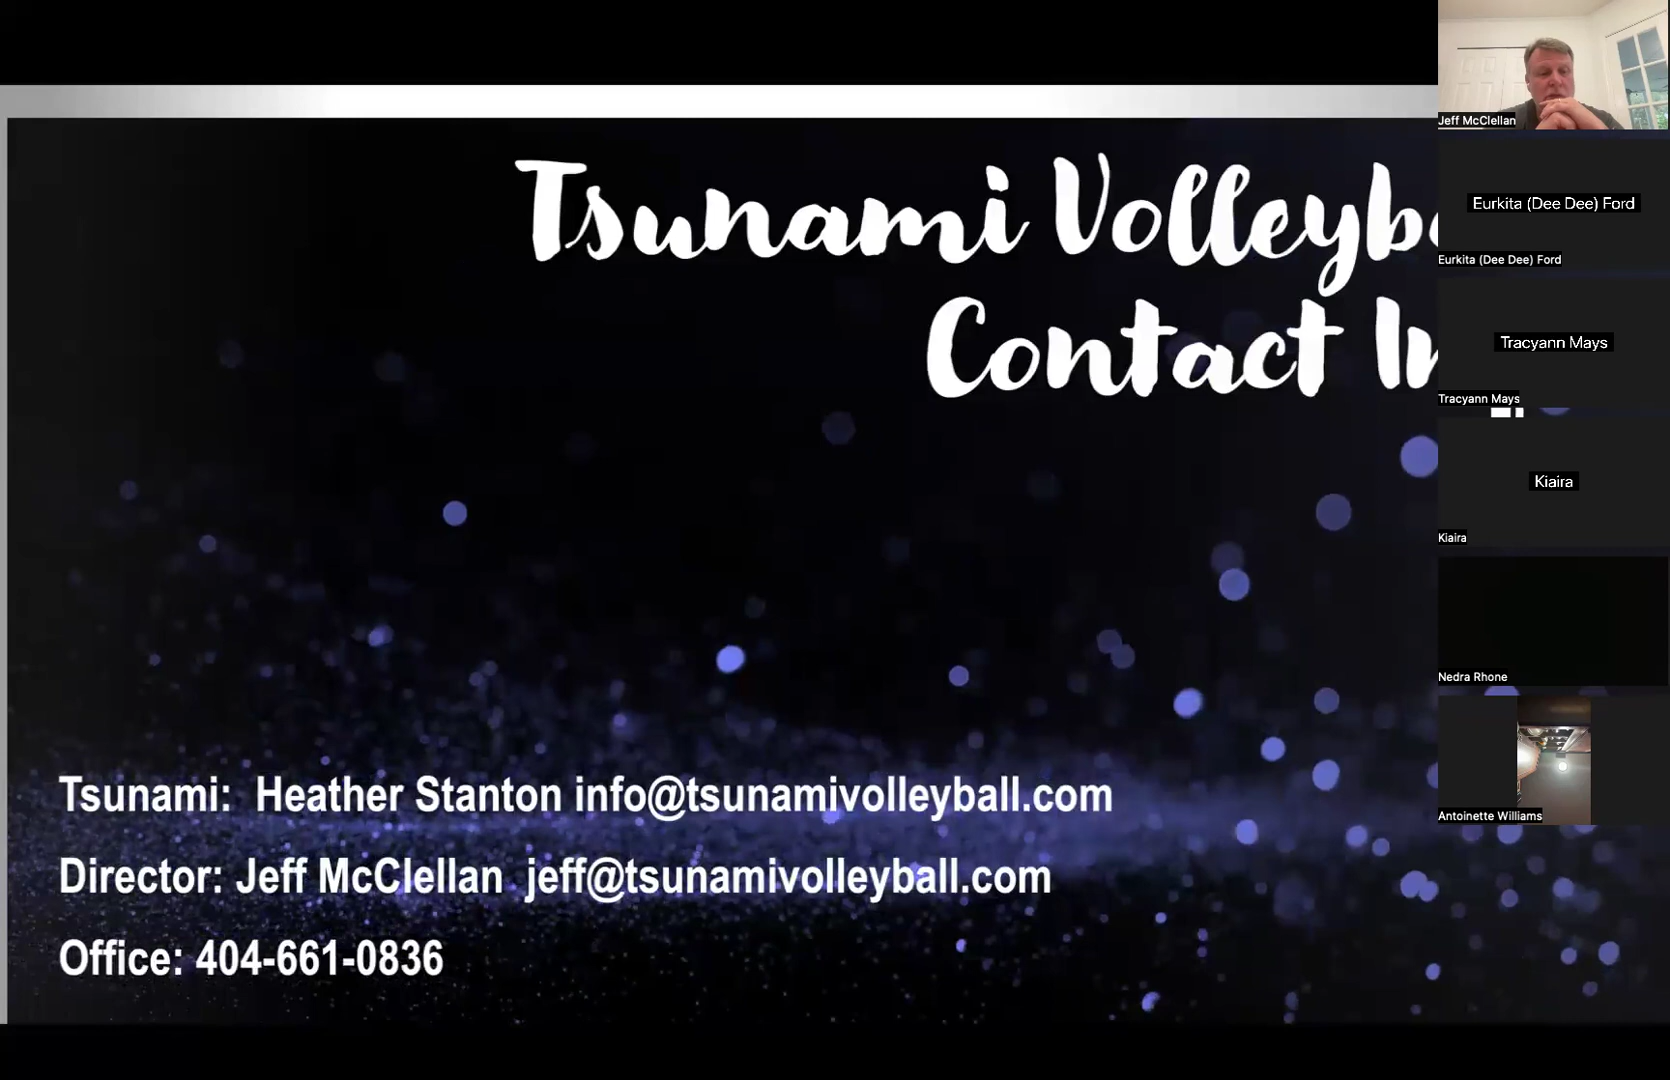 Tsunami Volleyb
Contact
Tsunami: Heather Stanton info@tsunamivolleyball.com
Director: Jeff McClellan jeff@tsunamivolleyball.com
Office: 404-661-0836
Jeff McClellan
Eurkita (Dee Dee) Ford
Eurkita (Dee Dee) Ford
Tracyann Mays
Tracyann Mays
Kiaira
Kiaira
Nedra Rhone
Antoinette Williams